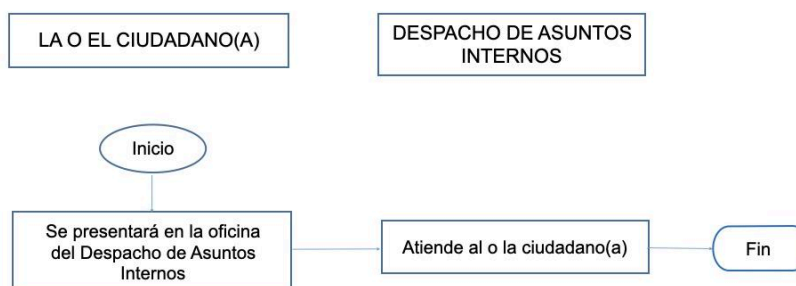 LA O EL CIUDADANO(A)
DESPACHO DE ASUNTOS
INTERNOS
Inicio
Se presentará en la oficina
del Despacho de Asuntos
Internos
Atiende al o la ciudadano(a)
Fin